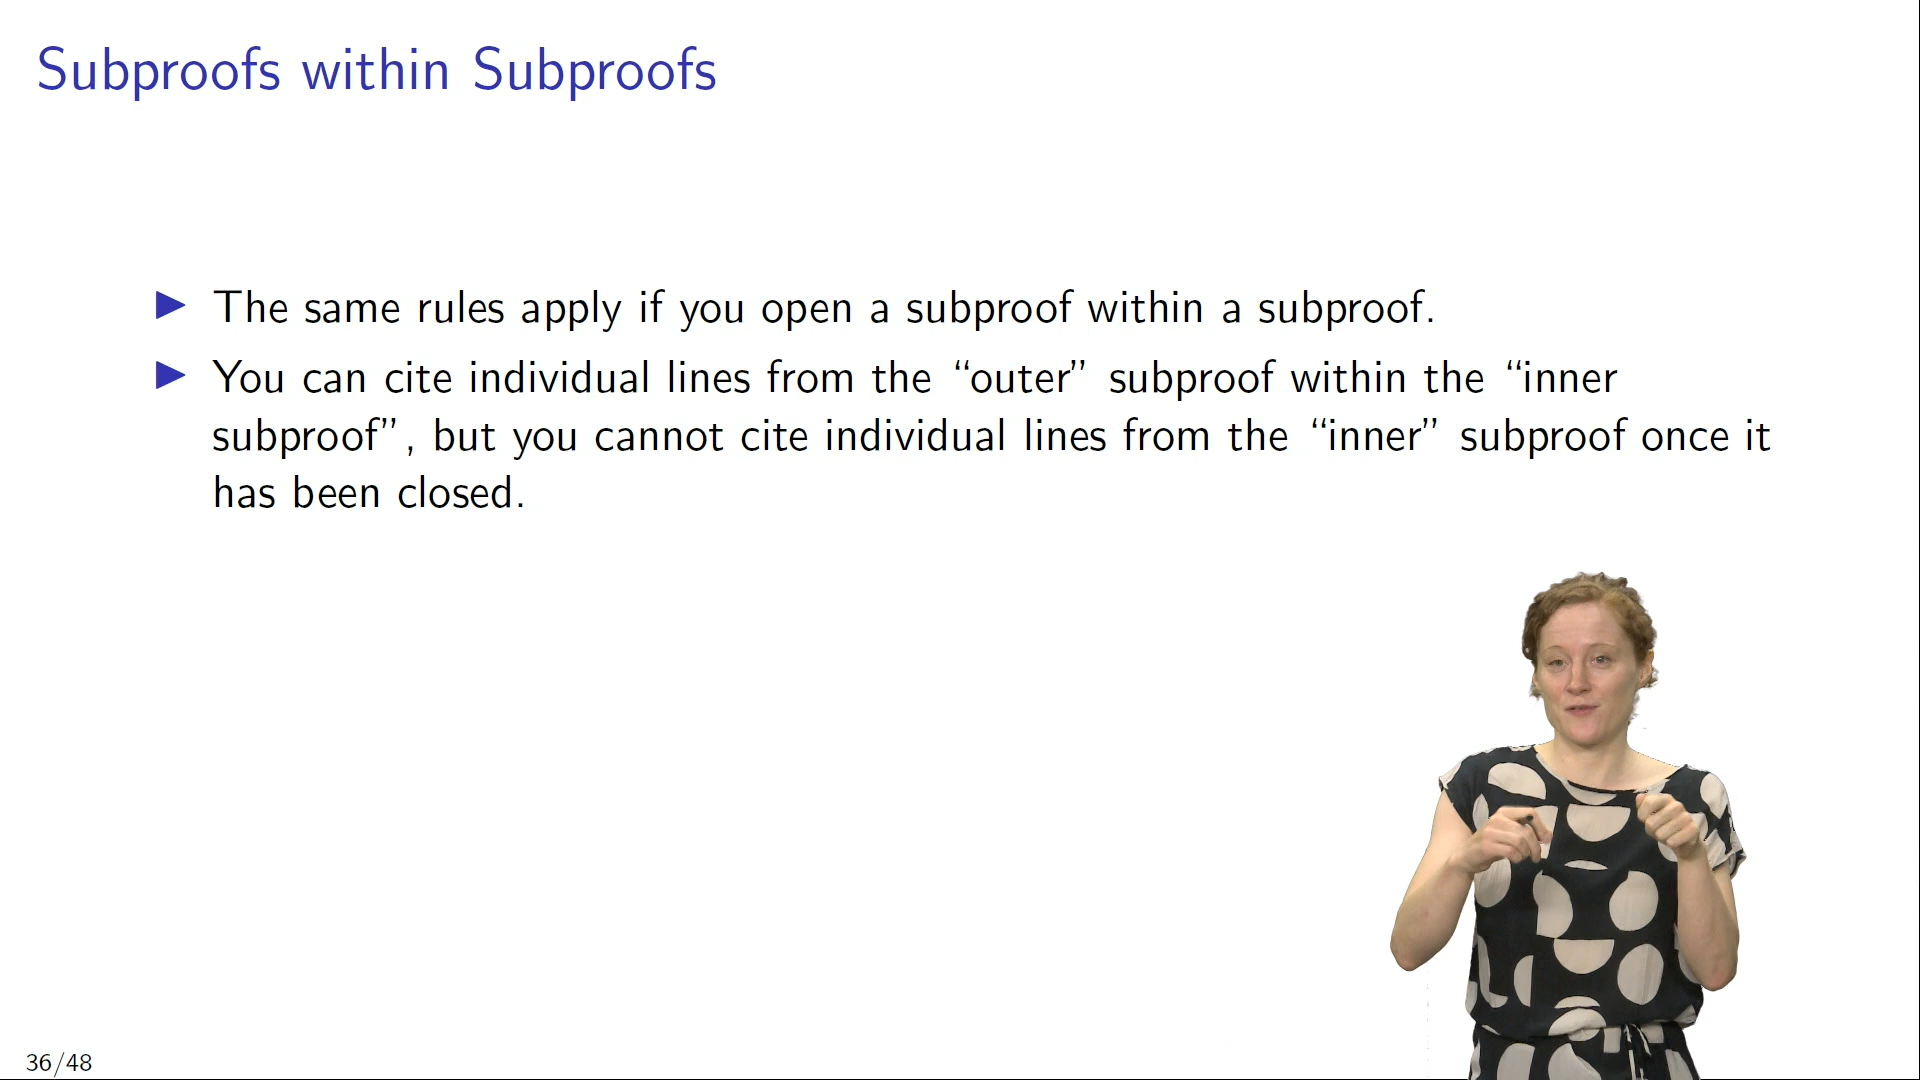 Subproofs within Subproofs
The same rules apply if you open a subproof within a subproof.
You can cite individual lines from the “outer” subproof within the “inner
subproof”, but you cannot cite individual lines from the “inner” subproof once it
has been closed.
36/48